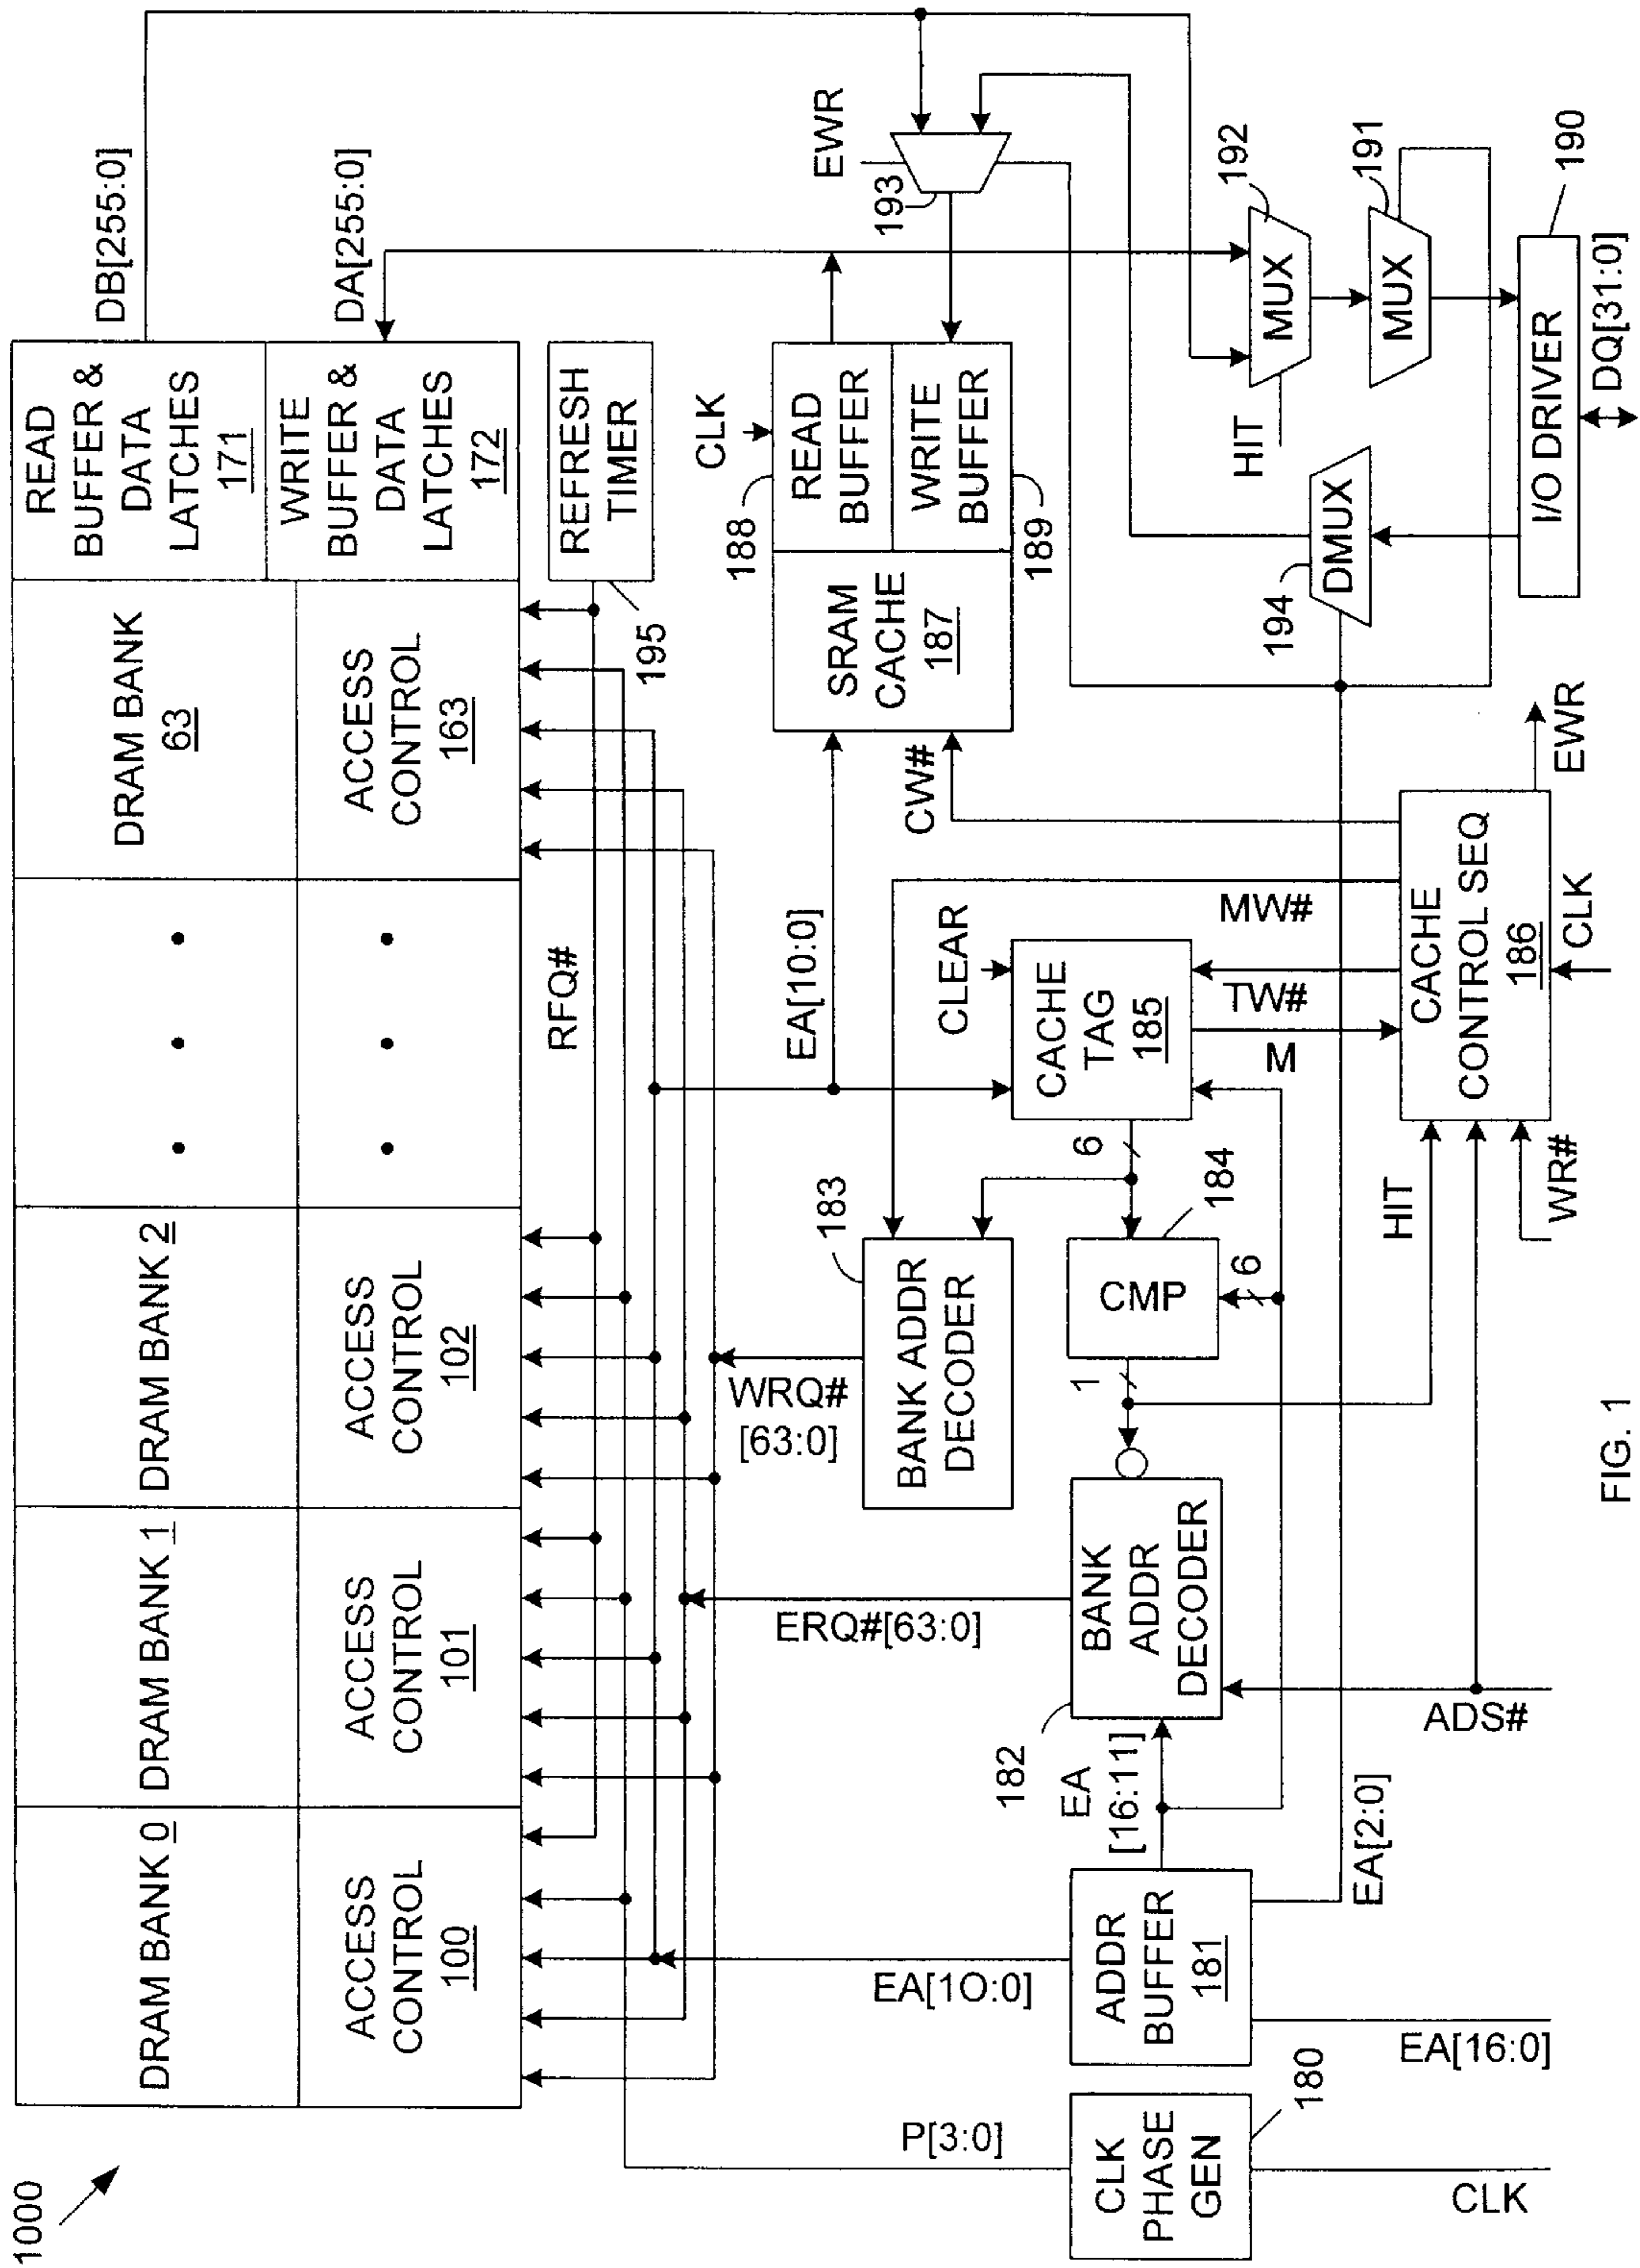 1000
DRAM BANK 0
DRAM BANK 1
DRAM BANK 2
DRAM BANK
63
READ
BUFFER &
DATA
LATCHES
171
DB[255:0]
ACCESS
CONTROL
100
ACCESS
CONTROL
101
ACCESS
CONTROL
102
ACCESS
CONTROL
163
WRITE
BUFFER &
DATA
LATCHES
172
DA[255:0]
RFQ#
REFRESH
TIMER
195
WRQ#
[63:0]
ERQ#[63:0]
EA[10:0]
EA[10:0]
P[3:0]
183
BANK ADDR
DECODER
CLEAR
CACHE
TAG
185
6
CW#
188
CLK
SRAM
CACHE
187
READ
BUFFER
WRITE
BUFFER
189
EWR
193
CLK
PHASE
GEN
180
CLK
ADDR
BUFFER
181
EA[16:0]
EA
[16:11]
EA[2:0]
182
BANK
ADDR
DECODER
ADS#
1
CMP
184
6
MW#
TW#
M
HIT
WR#
CACHE
CONTROL SEQ
186
CLK
EWR
194
DMUX
HIT
MUX
192
MUX
191
I/O DRIVER
190
DQ[31:0]
FIG. 1